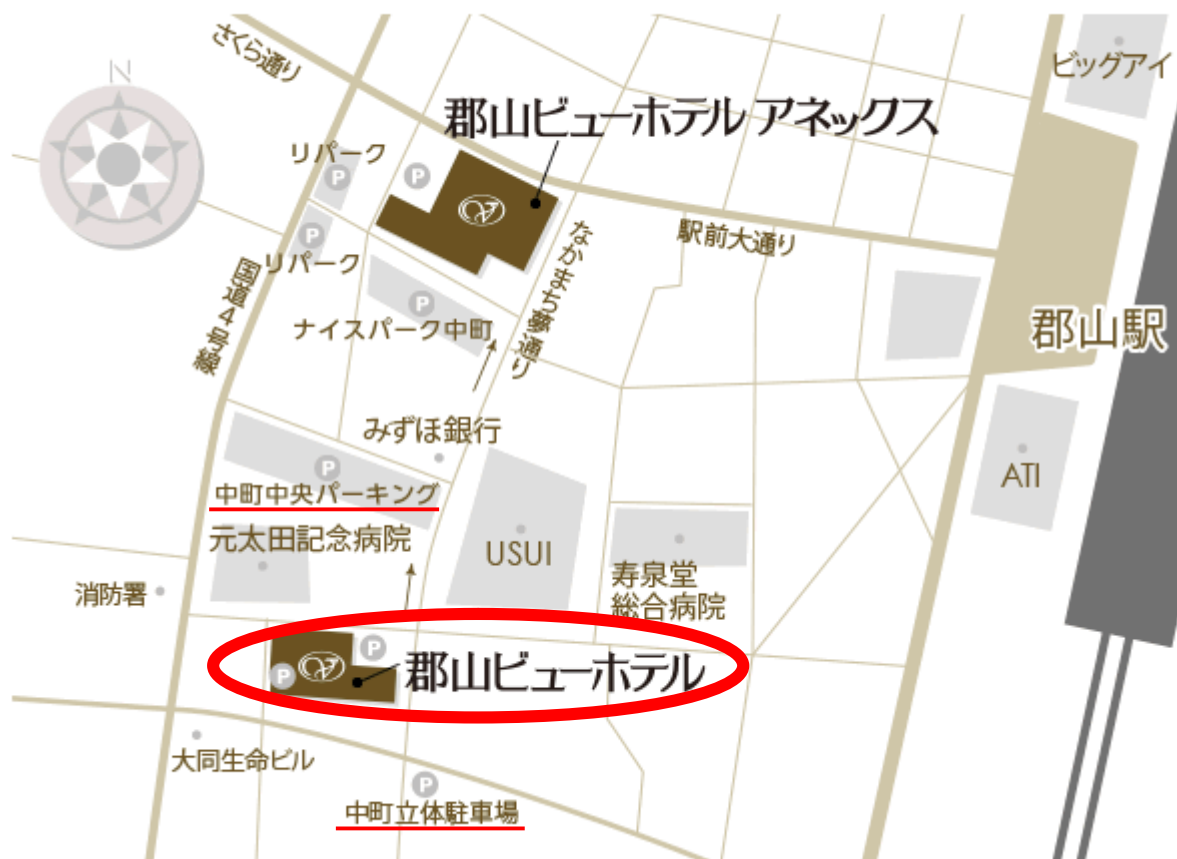 さくら通り
ビッグアイ
N
郡山ビューホテル アネックス
リパーク
P
P
P
リパーク
駅前大通り
なかまち夢通り
国道4号線
P
ナイスパーク中町
郡山駅
みずほ銀行
P
中町中央パーキング
ATI
元太田記念病院
USUI
寿泉堂
総合病院
消防署
P
P
郡山ビューホテル
大同生命ビル
P
中町立体駐車場